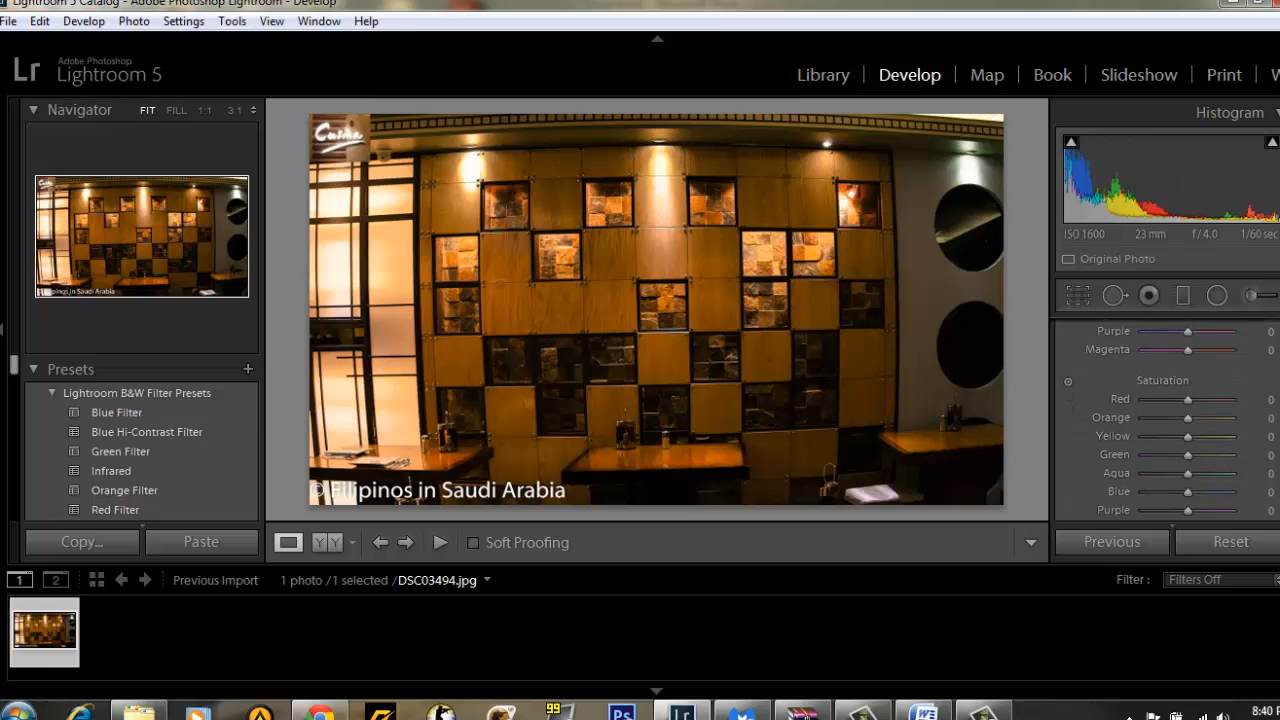 Lightroom 5 Catalog - Adobe Photoshop Lightroom - Develop
File Edit Develop Photo Settings Tools View Window Help
Lr Adobe Photoshop Lightroom 5
Library Develop Map Book Slideshow Print W
Navigator FIT FILL 1:1 3:1
Histogram
Cucina
ISO 1600 23 mm f / 4.0 1/60 sec
Original Photo
Presets
Lightroom B&W Filter Presets
Blue Filter
Blue Hi-Contrast Filter
Green Filter
Infrared
Orange Filter
Red Filter
Purple 0
Magenta 0
Saturation
Red 0
Orange 0
Yellow 0
Green 0
Aqua 0
Blue 0
Purple 0
© Filipinos in Saudi Arabia
Copy... Paste
YY Soft Proofing
Previous Reset
1 2 Previous Import 1 photo / 1 selected / DSC03494.jpg
Filter : Filters Off
99 Ps Lr W 8:40